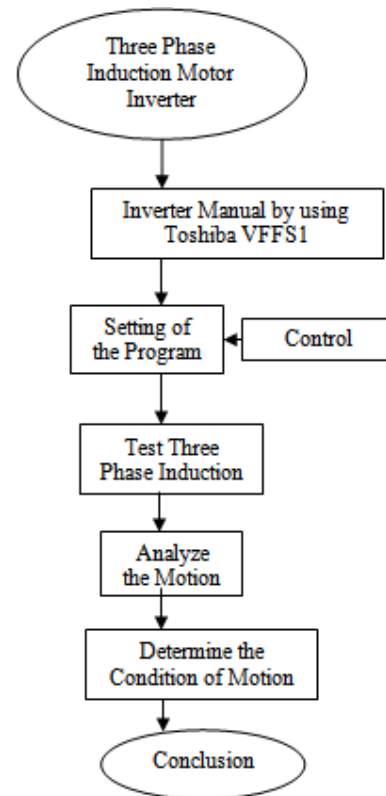 Three Phase
Induction Motor
Inverter
Inverter Manual by using
Toshiba VFFS1
Setting of
the Program
Control
Test Three
Phase Induction
Analyze
the Motion
Determine the
Condition of Motion
Conclusion